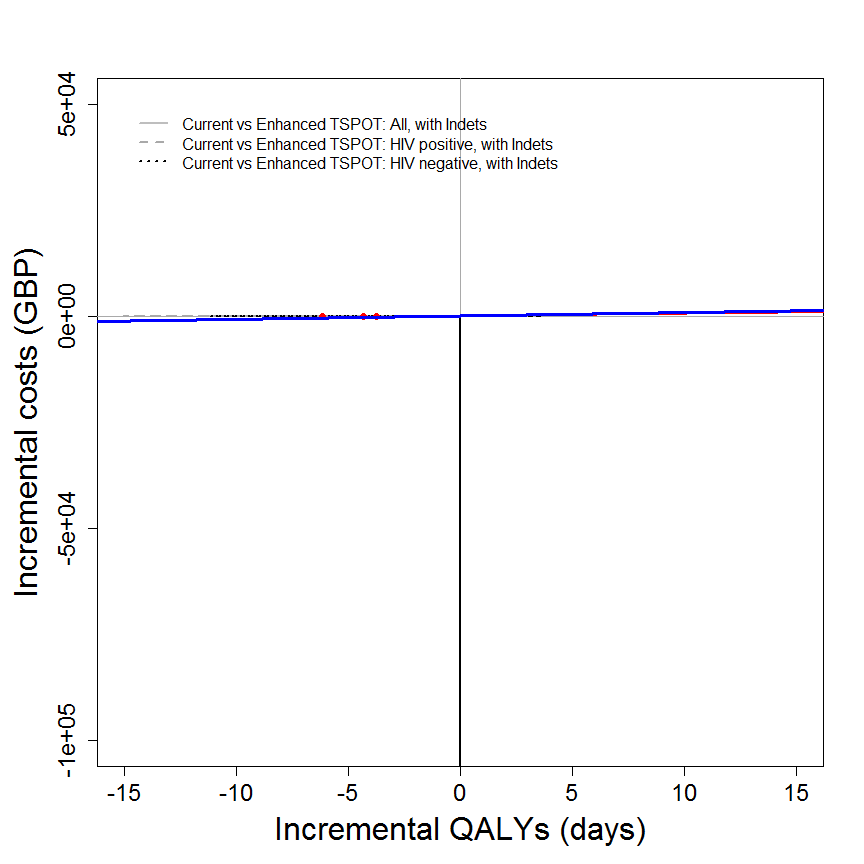 Current vs Enhanced TSPOT: All, with Indets
Current vs Enhanced TSPOT: HIV positive, with Indets
Current vs Enhanced TSPOT: HIV negative, with Indets
Incremental costs (GBP)
5e+04
0e+00
-5e+04
-1e+05
-15 -10 -5 0 5 10 15
Incremental QALYs (days)